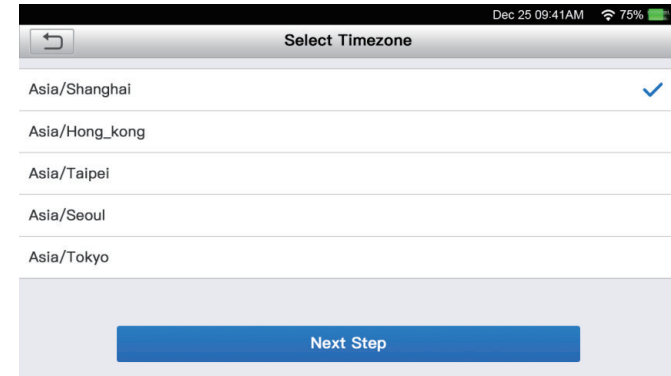 Dec 25 09:41AM 75%
Select Timezone
Asia/Shanghai
Asia/Hong_kong
Asia/Taipei
Asia/Seoul
Asia/Tokyo
Next Step